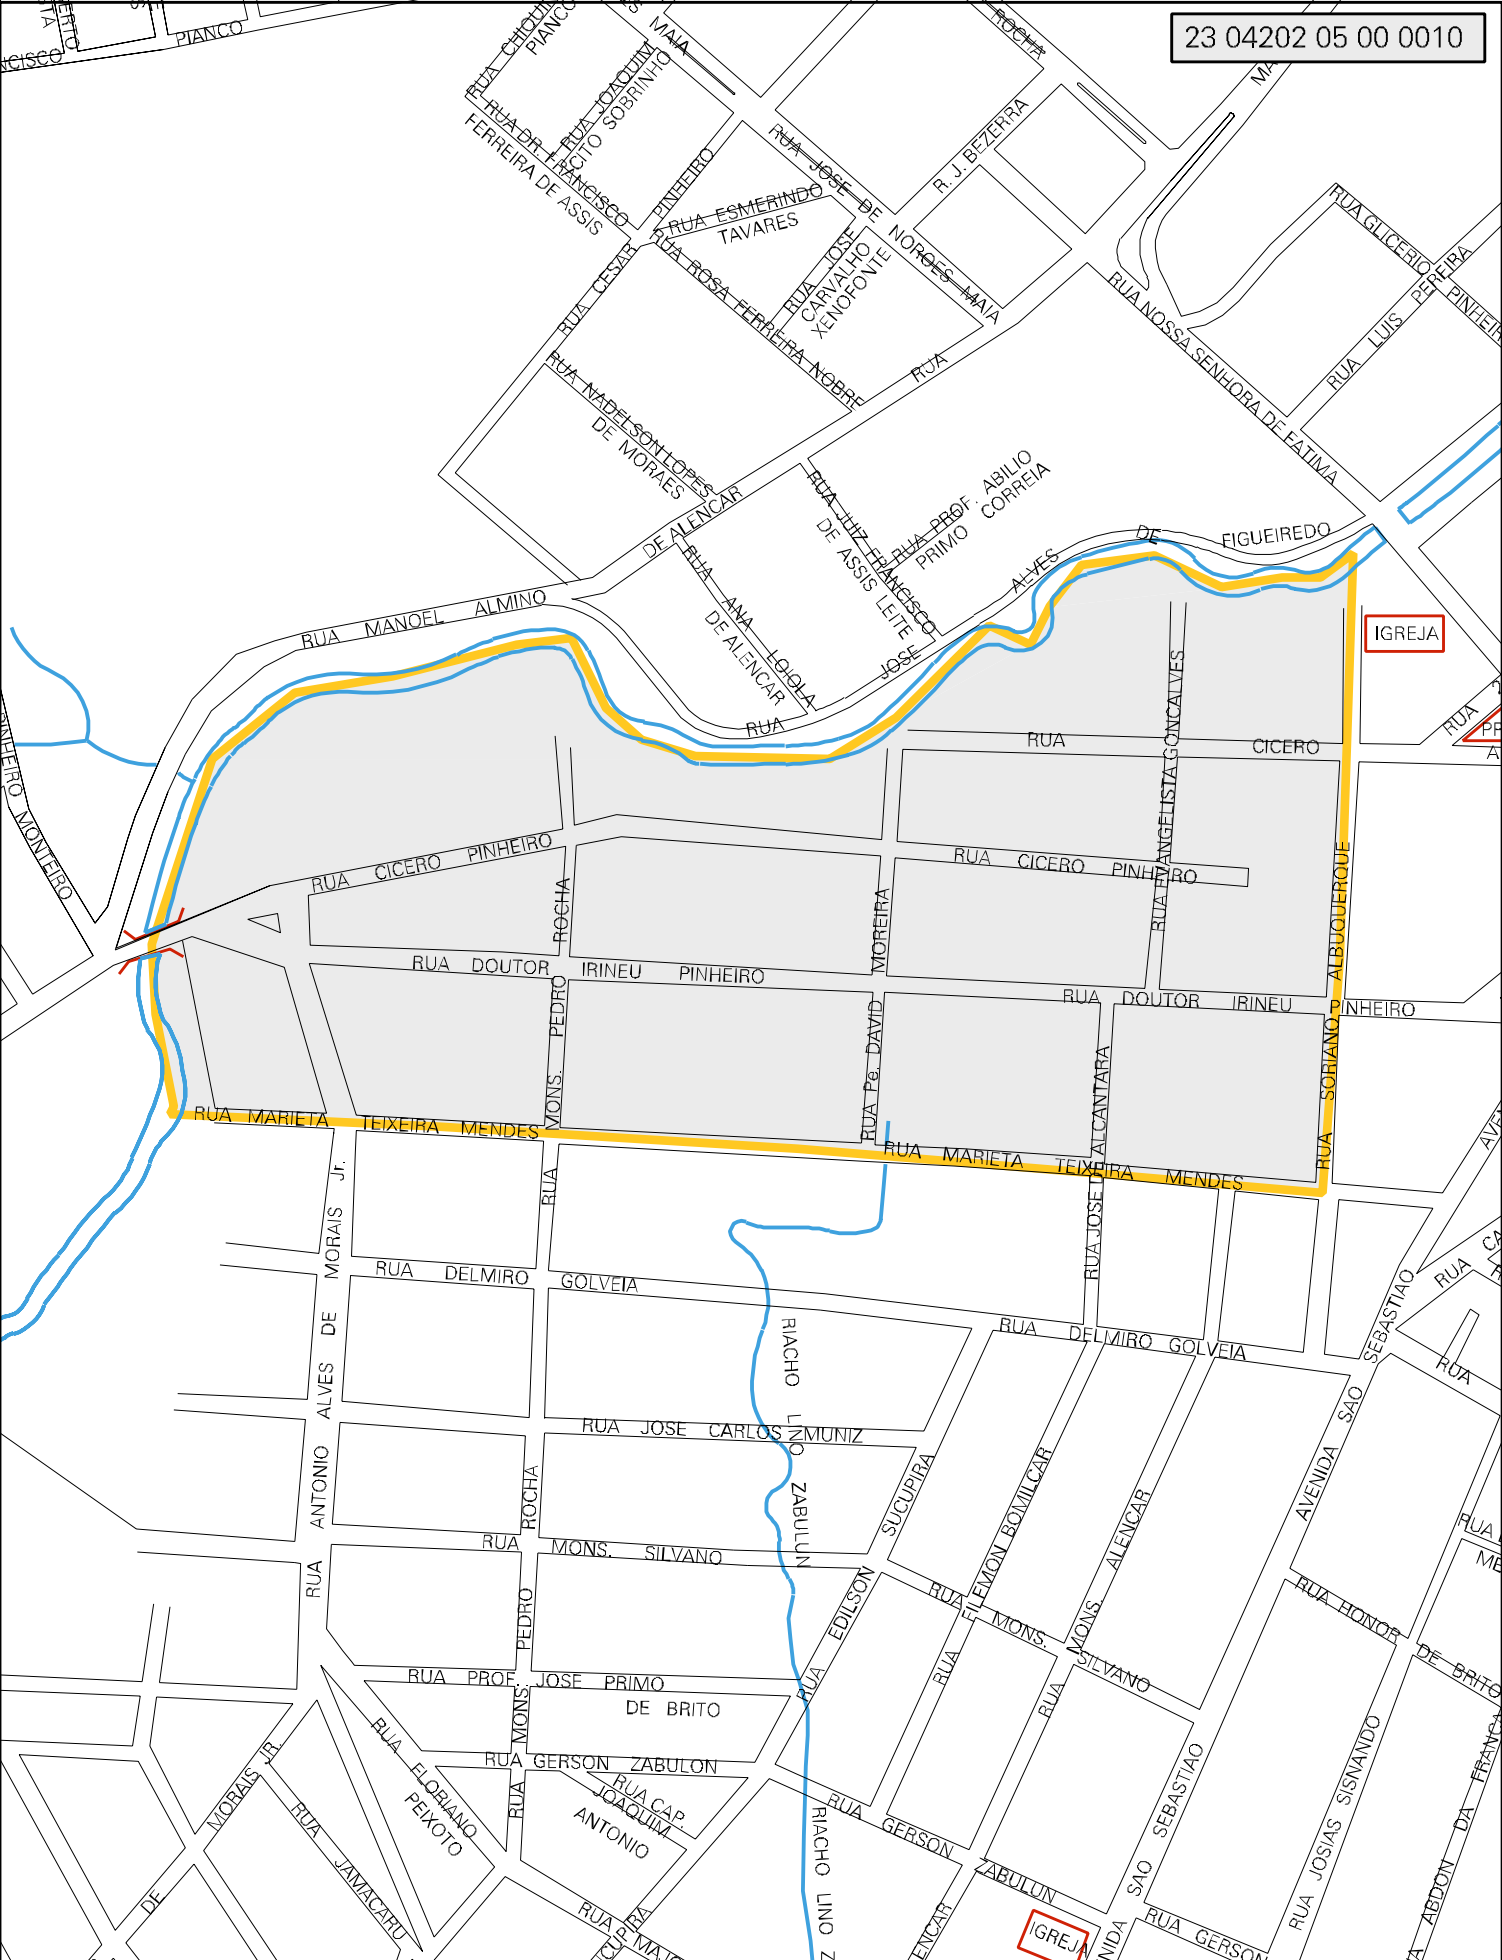 23 04202 05 00 0010
PIANCO
RUA CHIQUINHO
PIANCO
MAIA
ROCHA
RUA JOAQUIM
CITO SOBRINHO
RUA DR. FRANCISCO
FERREIRA DE ASSIS
RUA CESAR PINHEIRO
RUA ESMERINDO
TAVARES
RUA JOSE DE NOROES MAIA
R. J. BEZERRA
RUA JOSE
CARVALHO
XENOFONTE
RUA ROSA FERREIRA NOBRE
RUA NADELSON LOPES
DE MORAES
RUA GLICERIO PINHEIR
RUA LUIS PEREIRA
RUA NOSSA SENHORA DE FATIMA
RUA JUIZ FRANCISCO
DE ASSIS LEITE
RUA PROF. ABILIO
PRIMO CORREIA
RUA MANOEL ALMINO DE ALENCAR
RUA ANA LOIOLA
DE ALENCAR
RUA JOSE ALVES DE FIGUEIREDO
IGREJA
RUA
PINHEIRO MONTEIRO
RUA CICERO PINHEIRO
RUA CICERO
RUA CICERO PINHEIRO
RUA EVANGELISTA GONCALVES
RUA SORIANO ALBUQUERQUE
RUA DOUTOR IRINEU PINHEIRO
RUA DOUTOR IRINEU PINHEIRO
RUA MONS. PEDRO ROCHA
RUA Pe. DAVID MOREIRA
RUA JOSE DE ALCANTARA
RUA MARIETA TEIXEIRA MENDES
RUA MARIETA TEIXEIRA MENDES
RUA ANTONIO ALVES DE MORAIS Jr.
RUA DELMIRO GOLVEIA
RUA DELMIRO GOLVEIA
RIACHO LINO ZABULUN
RUA JOSE CARLOS MUNIZ
RUA
RUA
AVENIDA SAO SEBASTIAO
RUA EDILSON SUCUPIRA
RUA FILEMON BOMILCAR
RUA MONS. ALENCAR
RUA MONS. SILVANO
RUA MONS. SILVANO
RUA MONS. PEDRO ROCHA
RUA HONOR DE BRITO
RUA PROF. JOSE PRIMO
DE BRITO
RUA GERSON ZABULON
RUA CAP.
JOAQUIM
ANTONIO
RUA FLORIANO
PEIXOTO
DE MORAIS JR.
RUA JAMACARU
RUA GERSON ZABULUN
RUA GERSON
RIACHO LINO
SAO SEBASTIAO
RUA JOSIAS SISNANDO
ABDON DA FRANCA
IGREJA